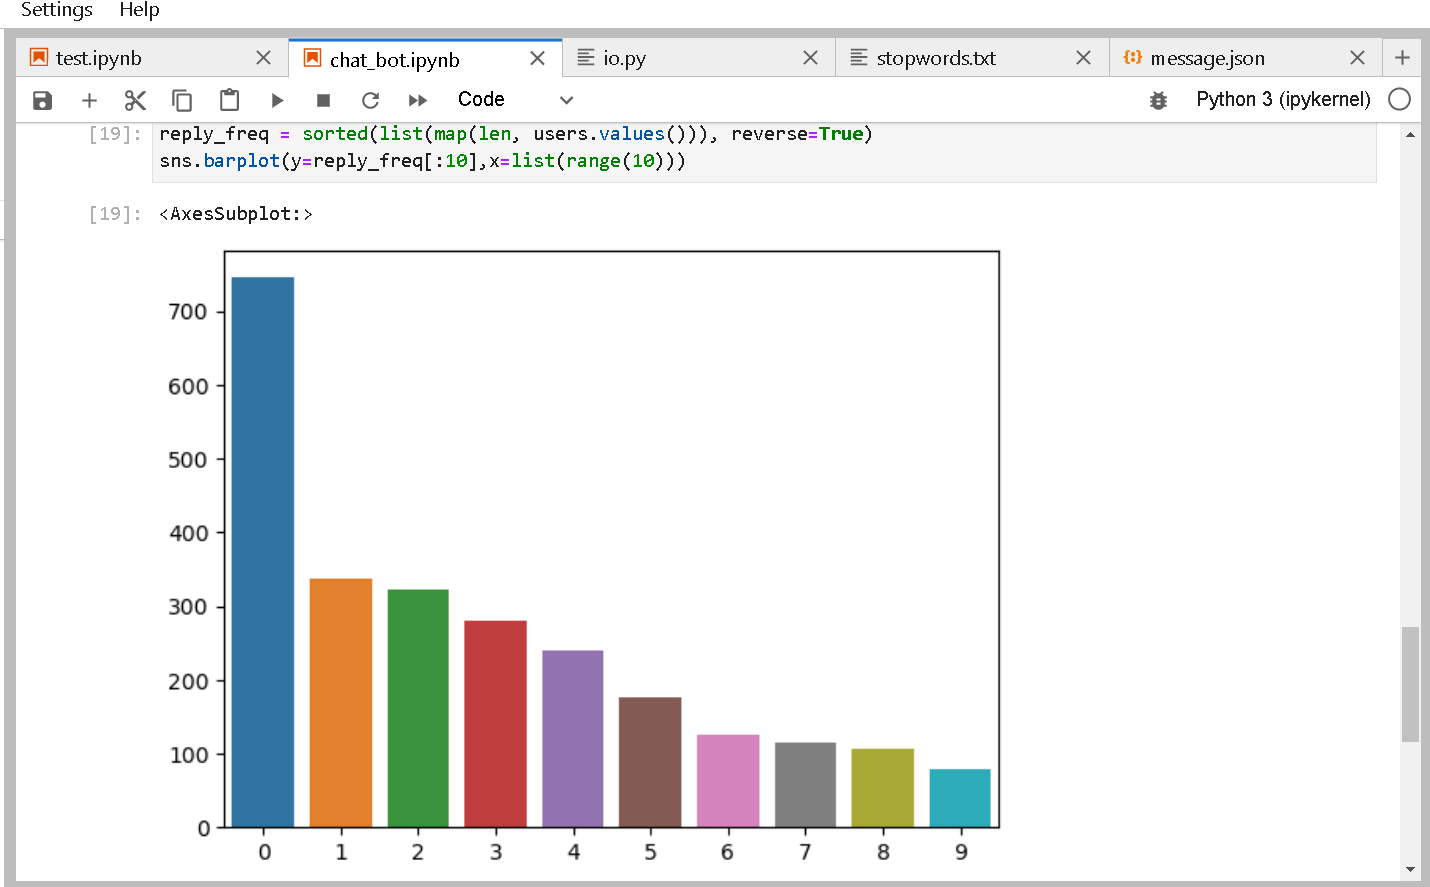 Settings Help
test.ipynb chat_bot.ipynb io.py stopwords.txt message.json
Code Python 3 (ipykernel)
[19]: reply_freq = sorted(list(map(len, users.values())), reverse=True)
sns.barplot(y=reply_freq[:10],x=list(range(10)))
[19]: <AxesSubplot:>
700
600
500
400
300
200
100
0
0 1 2 3 4 5 6 7 8 9